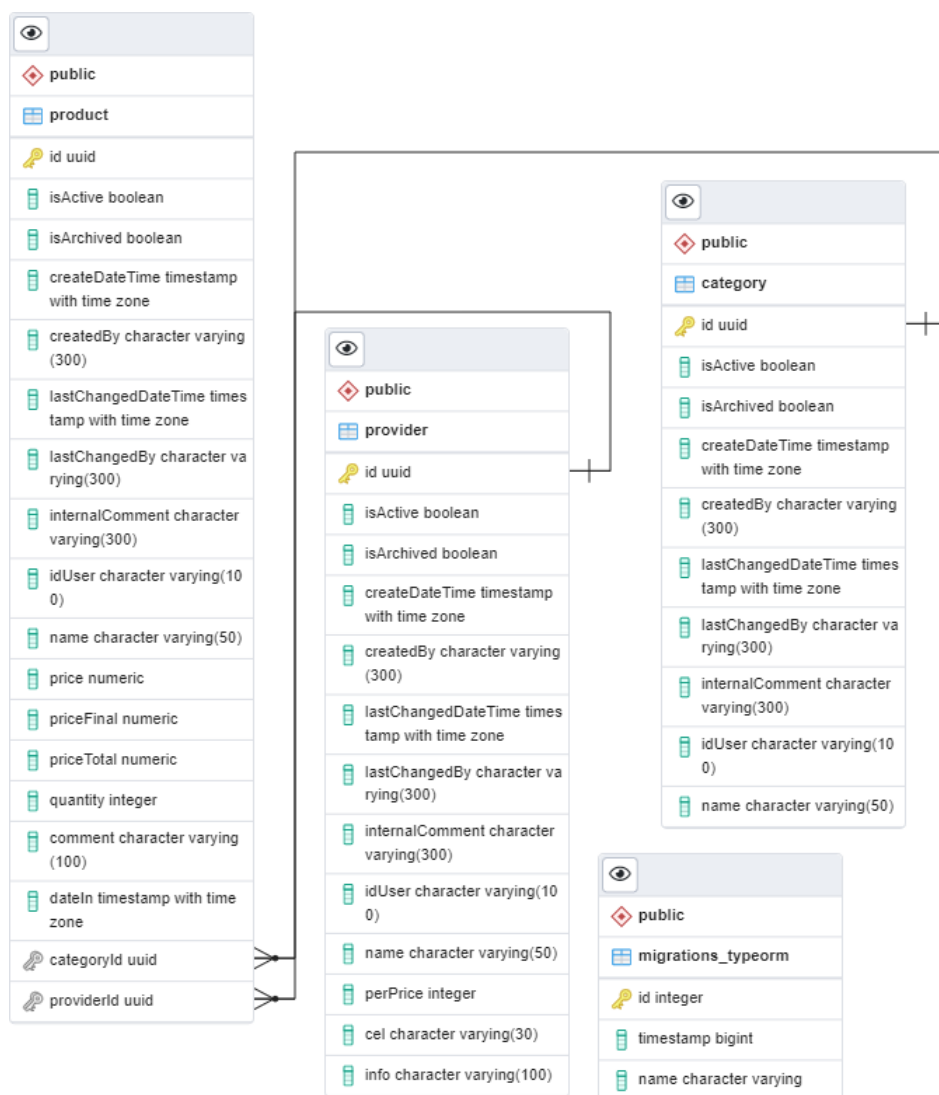 public
product
id uuid
isActive boolean
isArchived boolean
createDateTime timestamp
with time zone
createdBy character varying
(300)
lastChangedDateTime times
tamp with time zone
lastChangedBy character va
rying(300)
internalComment character
varying(300)
idUser character varying(10
0)
name character varying(50)
price numeric
priceFinal numeric
priceTotal numeric
quantity integer
comment character varying
(100)
dateIn timestamp with time
zone
categoryId uuid
providerId uuid
public
provider
id uuid
isActive boolean
isArchived boolean
createDateTime timestamp
with time zone
createdBy character varying
(300)
lastChangedDateTime times
tamp with time zone
lastChangedBy character va
rying(300)
internalComment character
varying(300)
idUser character varying(10
0)
name character varying(50)
perPrice integer
cel character varying(30)
info character varying(100)
public
category
id uuid
isActive boolean
isArchived boolean
createDateTime timestamp
with time zone
createdBy character varying
(300)
lastChangedDateTime times
tamp with time zone
lastChangedBy character va
rying(300)
internalComment character
varying(300)
idUser character varying(10
0)
name character varying(50)
public
migrations_typeorm
id integer
timestamp bigint
name character varying